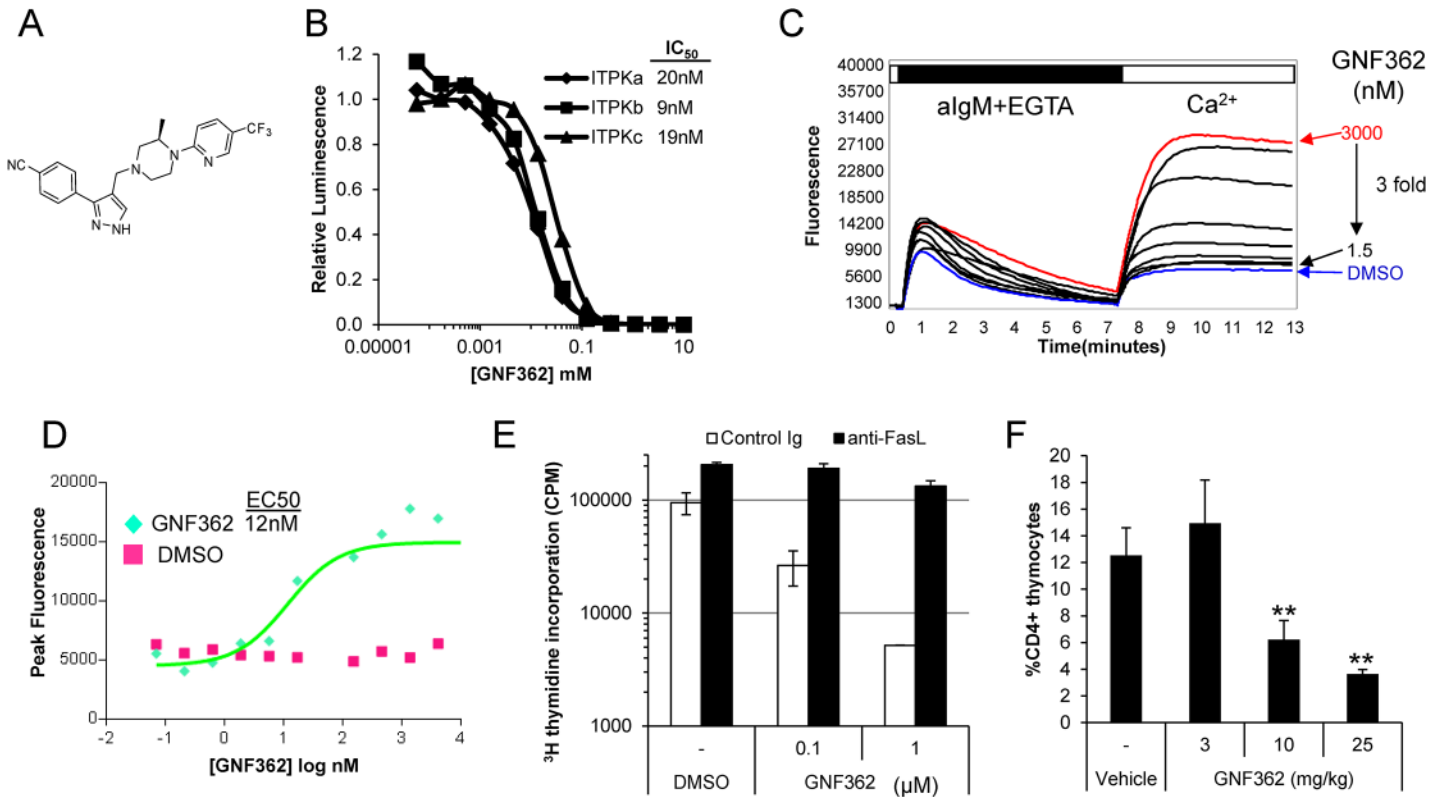 A
NC
N
NH
N
N
N
CF₃
B
Relative Luminescence
1.2
1.0
0.8
0.6
0.4
0.2
0.0
0.00001
0.001
0.1
10
[GNF362] mM
IC₅₀
ITPKa 20nM
ITPKb 9nM
ITPKc 19nM
C
Fluorescence
40000
35700
31400
27100
22800
18500
14200
9900
5600
1300
0 1 2 3 4 5 6 7 8 9 10 11 12 13
Time(minutes)
aIgM+EGTA
Ca²⁺
GNF362
(nM)
3000
3 fold
1.5
DMSO
D
Peak Fluorescence
20000
15000
10000
5000
0
-2 -1 0 1 2 3 4
[GNF362] log nM
EC50
GNF362 12nM
DMSO
E
Control Ig anti-FasL
³H thymidine incorporation (CPM)
100000
10000
1000
- 0.1 1
DMSO GNF362 (µM)
F
%CD4+ thymocytes
20
18
16
14
12
10
8
6
4
2
0
**
**
- 3 10 25
Vehicle GNF362 (mg/kg)